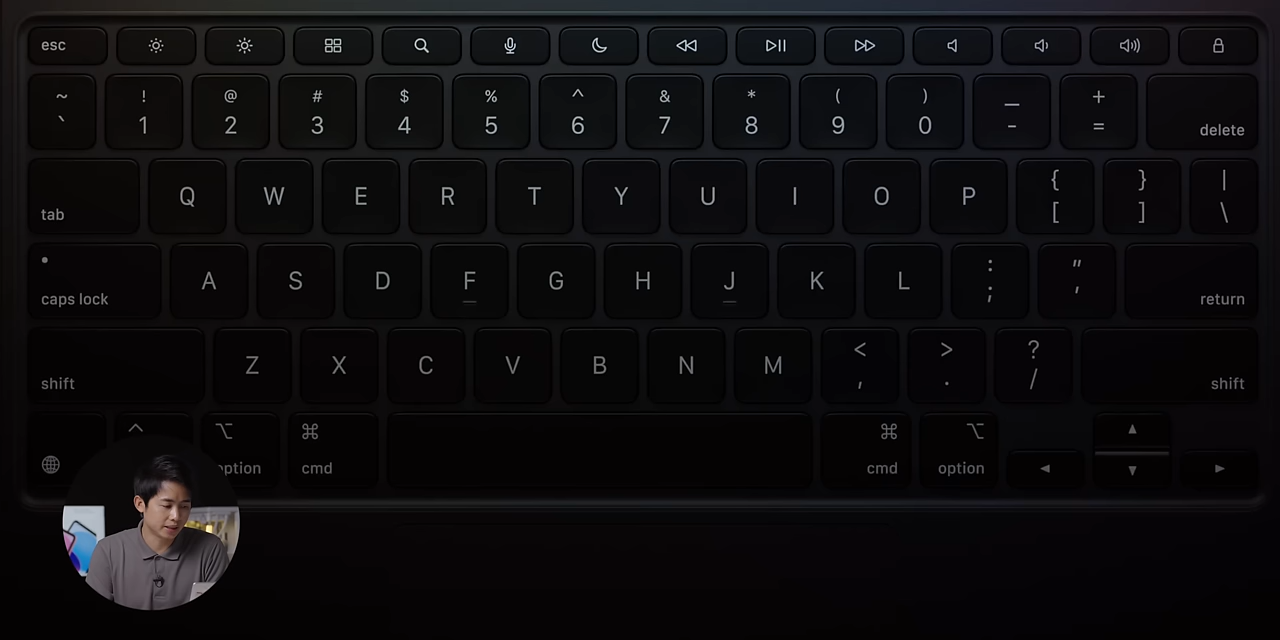 esc
~ ! @ # $ % ^ & * ( ) _ +
` 1 2 3 4 5 6 7 8 9 0 - = delete
tab Q W E R T Y U I O P { [ } ] | \
caps lock A S D F G H J K L : ; " ' return
shift Z X C V B N M < , > . ? / shift
^ ⌥ option ⌘ cmd ⌘ cmd ⌥ option